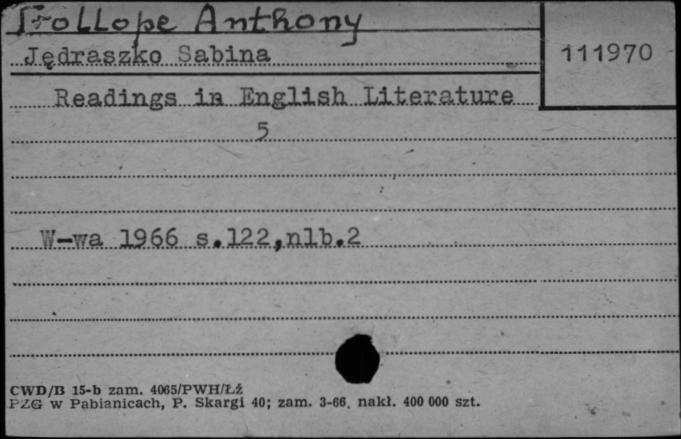 Trollope Anthony
Jędraszko Sabina
111970
Readings in English Literature
5
W-wa 1966 s.122,nlb.2
CWD/B 15-b zam. 4065/PWH/Łż
PZG w Pabianicach, P. Skargi 40; zam. 3-66, nakł. 400 000 szt.